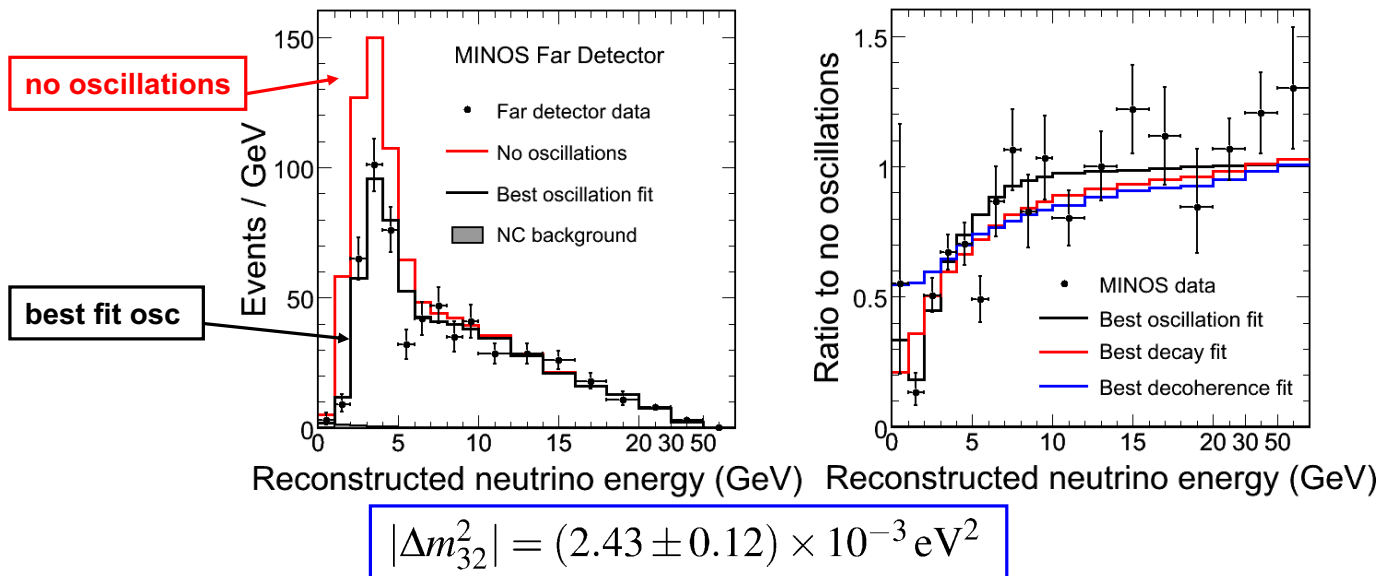 no oscillations
best fit osc
Events / GeV
150
100
50
0
MINOS Far Detector
Far detector data
No oscillations
Best oscillation fit
NC background
0 5 10 15 20 30 50
Reconstructed neutrino energy (GeV)
Ratio to no oscillations
1.5
1
0.5
0
MINOS data
Best oscillation fit
Best decay fit
Best decoherence fit
0 5 10 15 20 30 50
Reconstructed neutrino energy (GeV)
|Δm²₃₂| = (2.43 ± 0.12) × 10⁻³ eV²